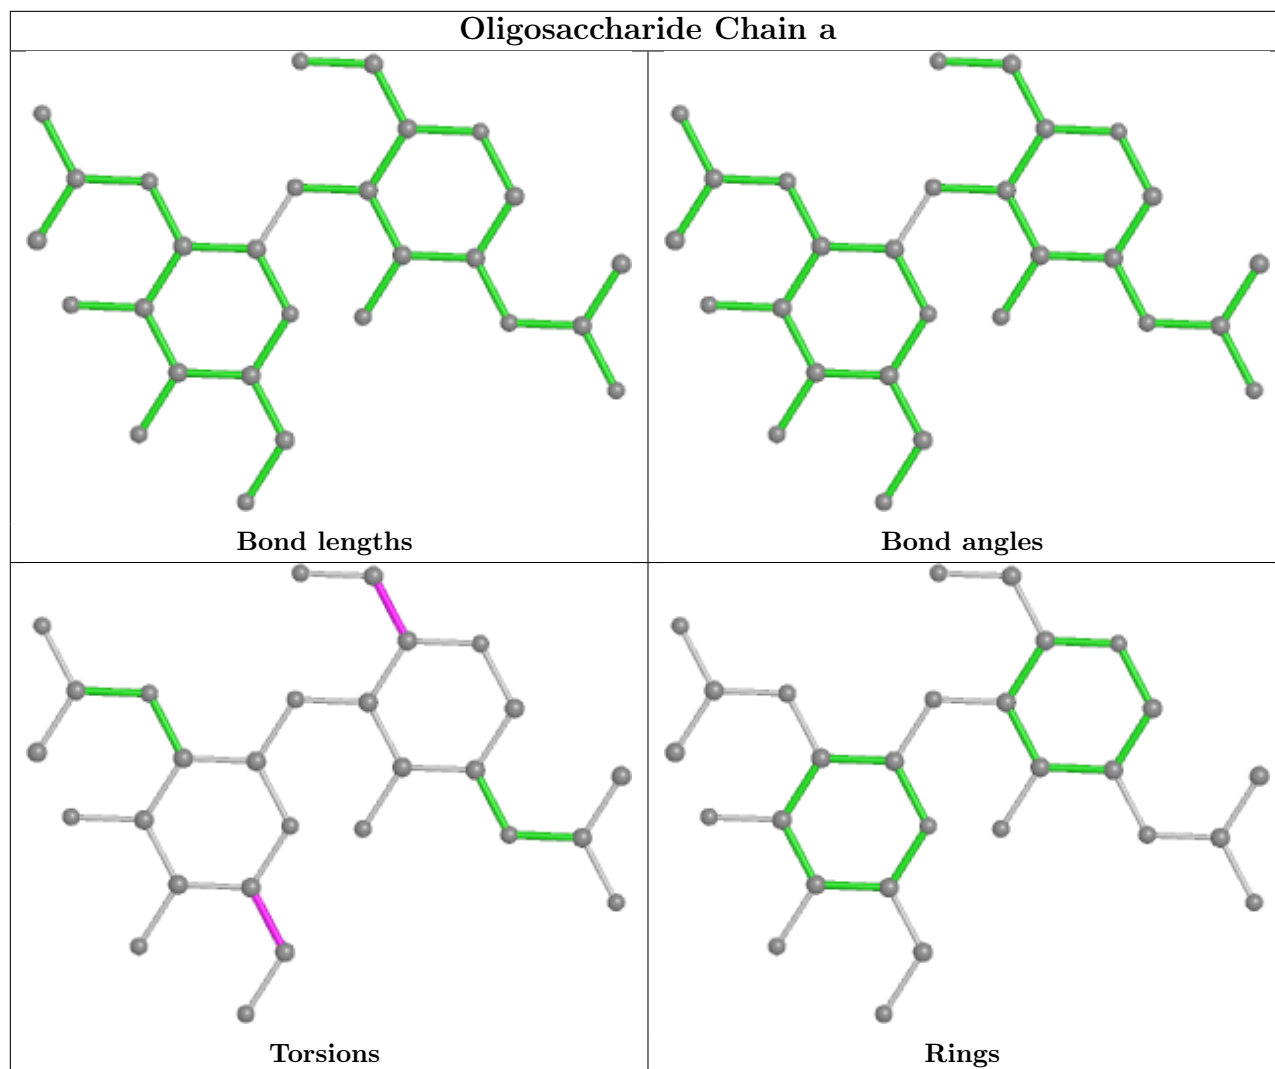 Oligosaccharide Chain a
Bond lengths
Bond angles
Torsions
Rings